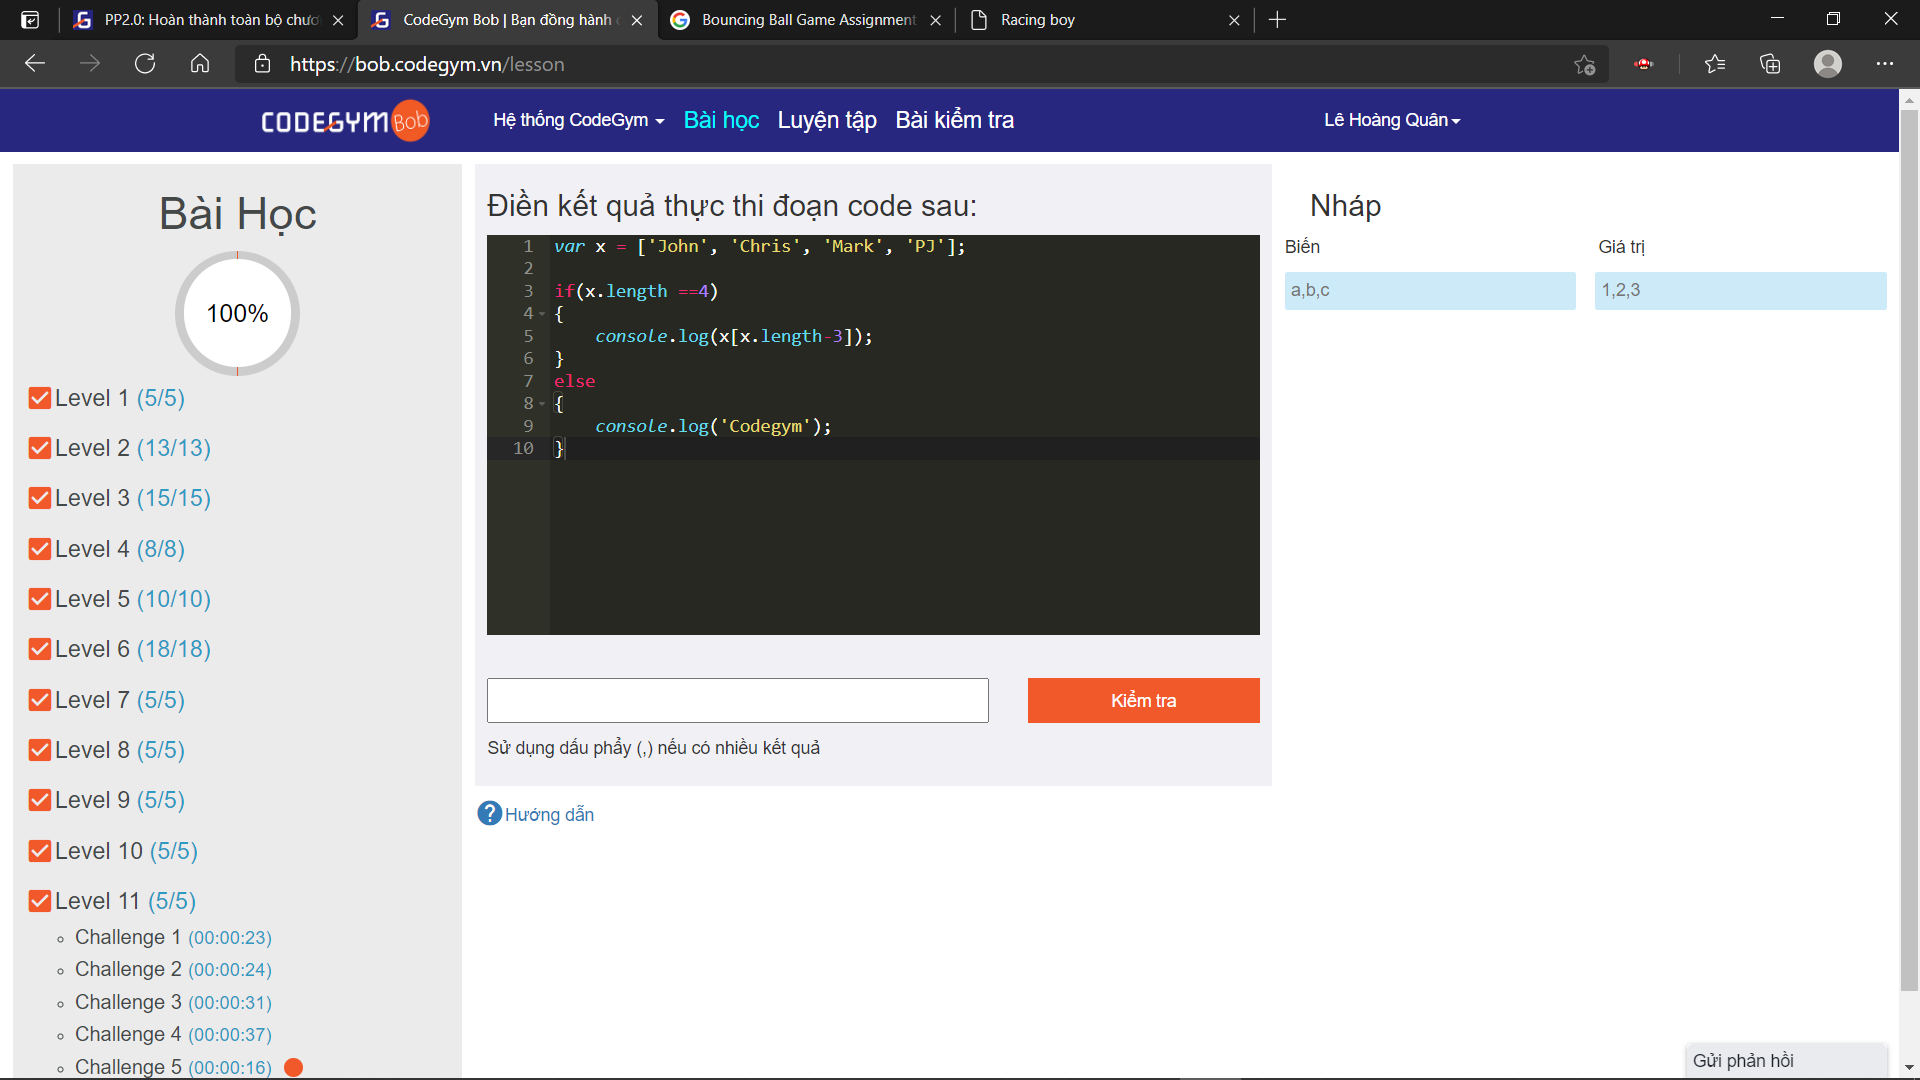 PP2.0: Hoàn thành toàn bộ chươ
CodeGym Bob | Bạn đồng hành c
Bouncing Ball Game Assignment
Racing boy
https://bob.codegym.vn/lesson
CODEGYM Bob
Hệ thống CodeGym
Bài học
Luyện tập
Bài kiểm tra
Lê Hoàng Quân
Bài Học
100%
Level 1 (5/5)
Level 2 (13/13)
Level 3 (15/15)
Level 4 (8/8)
Level 5 (10/10)
Level 6 (18/18)
Level 7 (5/5)
Level 8 (5/5)
Level 9 (5/5)
Level 10 (5/5)
Level 11 (5/5)
Challenge 1 (00:00:23)
Challenge 2 (00:00:24)
Challenge 3 (00:00:31)
Challenge 4 (00:00:37)
Challenge 5 (00:00:16)
Điền kết quả thực thi đoạn code sau:
1 var x = ['John', 'Chris', 'Mark', 'PJ'];
2
3 if(x.length ==4)
4 {
5 console.log(x[x.length-3]);
6 }
7 else
8 {
9 console.log('Codegym');
10 }
Kiểm tra
Sử dụng dấu phẩy (,) nếu có nhiều kết quả
? Hướng dẫn
Nháp
Biến
Giá trị
a,b,c
1,2,3
Gửi phản hồi